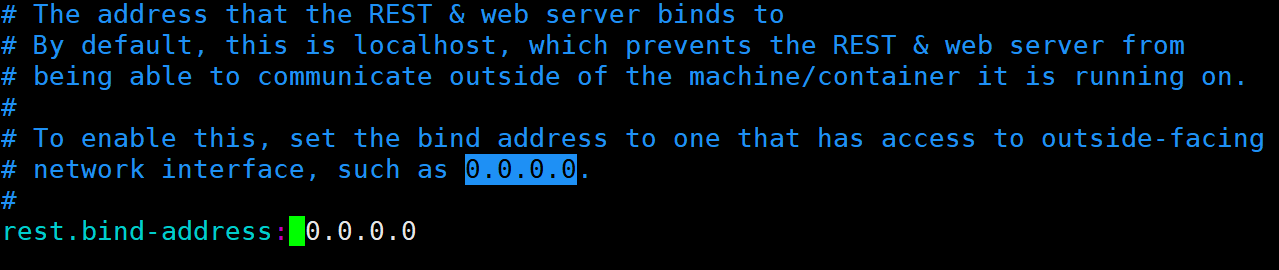 # The address that the REST & web server binds to
# By default, this is localhost, which prevents the REST & web server from
# being able to communicate outside of the machine/container it is running on.
#
# To enable this, set the bind address to one that has access to outside-facing
# network interface, such as 0.0.0.0.
#
rest.bind-address: 0.0.0.0